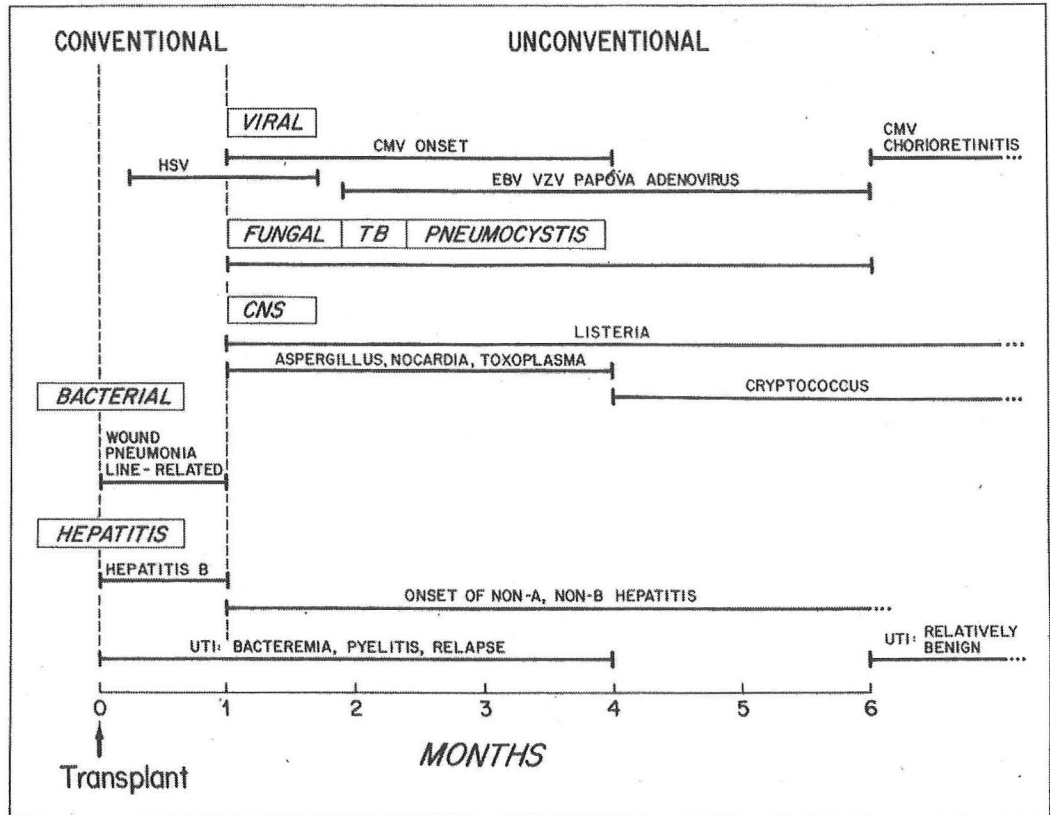 CONVENTIONAL
UNCONVENTIONAL
VIRAL
CMV ONSET
CMV
CHORIORETINITIS
HSV
EBV VZV PAPOVA ADENOVIRUS
FUNGAL TB PNEUMOCYSTIS
CNS
LISTERIA
ASPERGILLUS, NOCARDIA, TOXOPLASMA
CRYPTOCOCCUS
BACTERIAL
WOUND
PNEUMONIA
LINE-RELATED
HEPATITIS
HEPATITIS B
ONSET OF NON-A, NON-B HEPATITIS
UTI: BACTEREMIA, PYELITIS, RELAPSE
UTI: RELATIVELY
BENIGN
0 1 2 3 4 5 6
MONTHS
Transplant